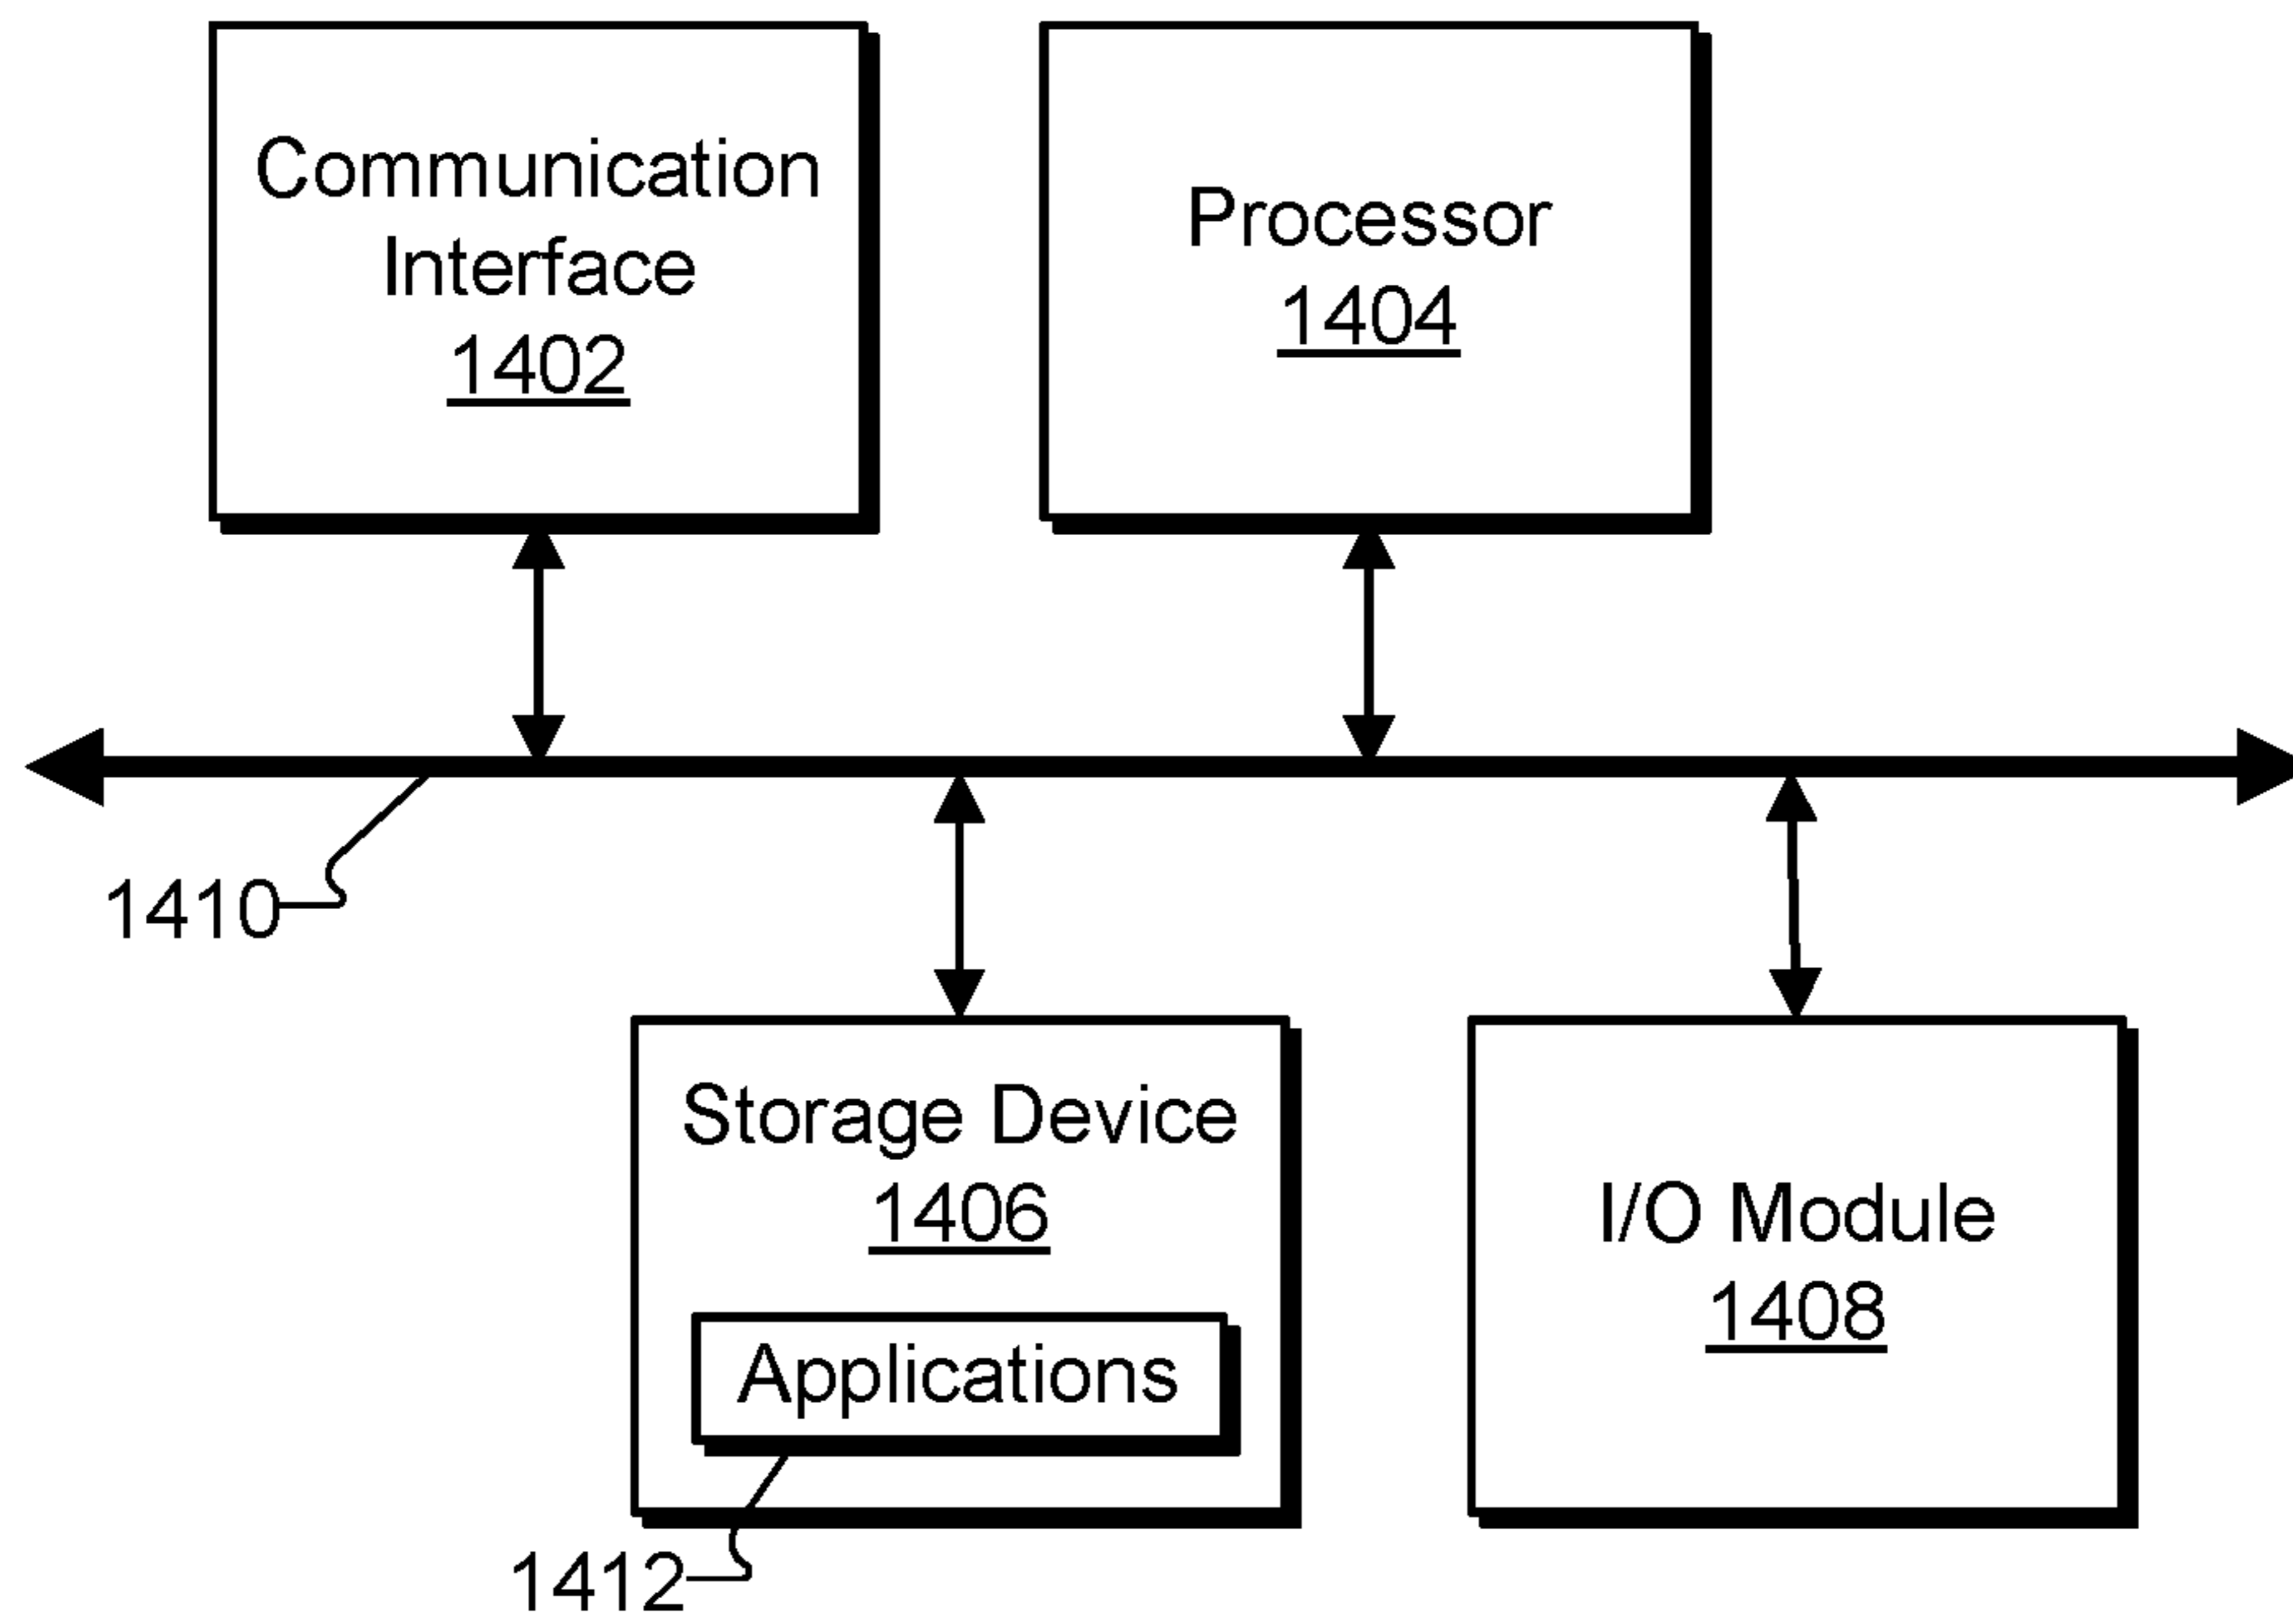 Communication
Interface
1402
Processor
1404
1410
Storage Device
1406
Applications
1412
I/O Module
1408